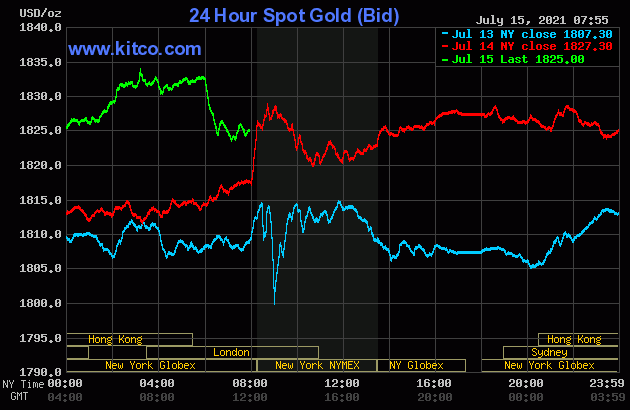 USD/oz 24 Hour Spot Gold (Bid)
July 15, 2021 07:55
www.kitco.com
Jul 13 NY close 1807.30
Jul 14 NY close 1827.30
Jul 15 Last 1825.00
1840.0
1835.0
1830.0
1825.0
1820.0
1815.0
1810.0
1805.0
1800.0
1795.0
1790.0
Hong Kong Hong Kong
London Sydney
New York Globex New York NYMEX NY Globex New York Globex
NY Time 00:00 04:00 08:00 12:00 16:00 20:00 23:59
GMT 04:00 08:00 12:00 16:00 20:00 00:00 03:59